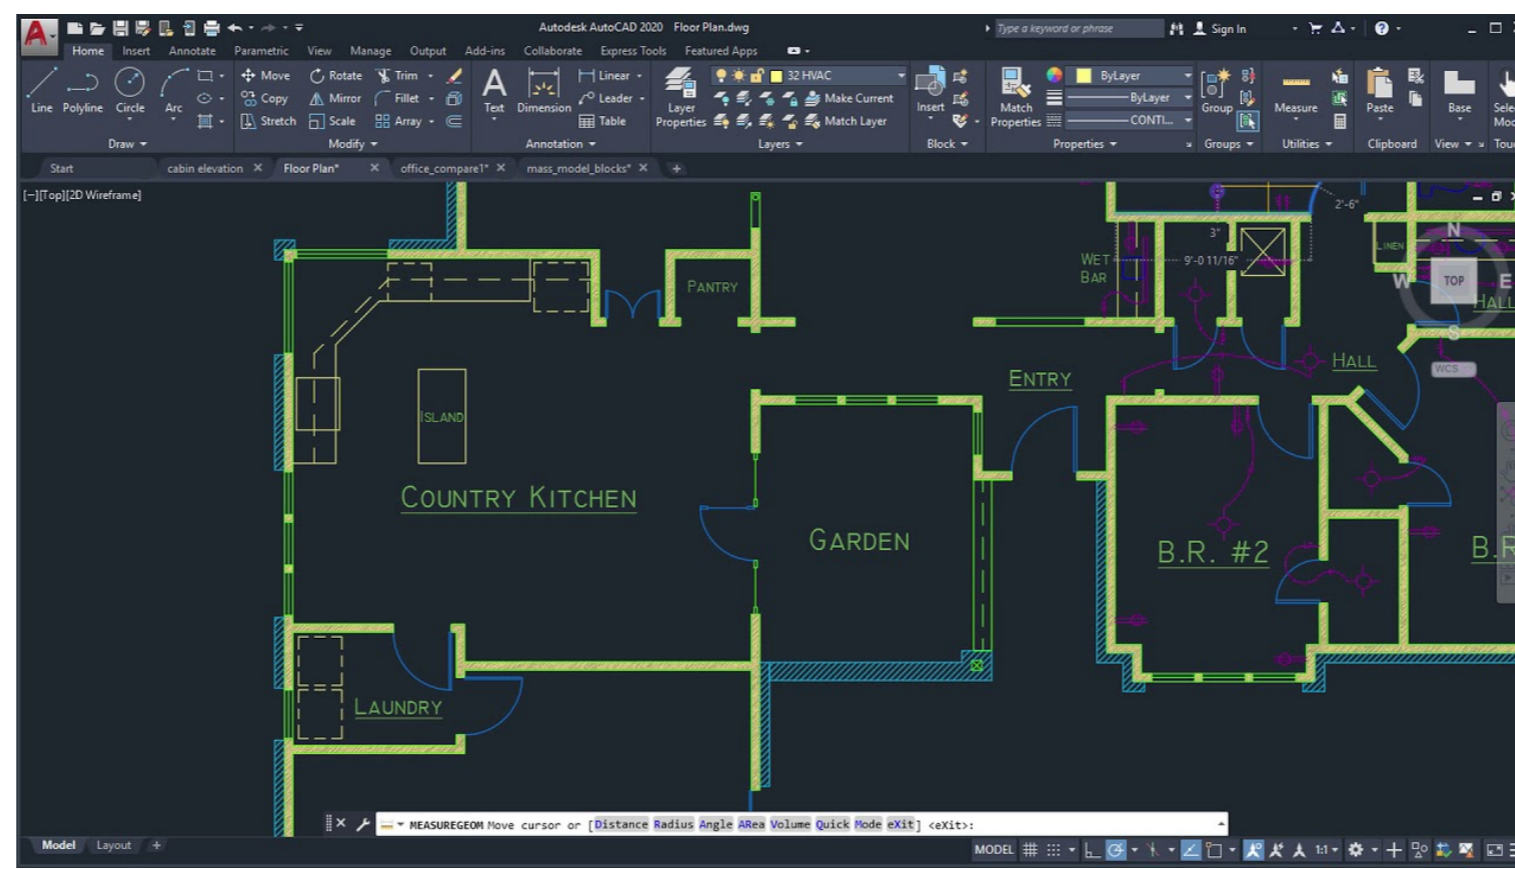 Autodesk AutoCAD 2020 Floor Plan.dwg
Type a keyword or phrase
Sign In
Home Insert Annotate Parametric View Manage Output Add-ins Collaborate Express Tools Featured Apps
Line Polyline Circle Arc
Draw
Move Rotate Trim
Copy Mirror Fillet
Stretch Scale Array
Modify
Text Dimension
Linear
Leader
Table
Annotation
Layer Properties
32 HVAC
Make Current
Match Layer
Layers
Insert
Block
Match Properties
ByLayer
ByLayer
CONTI...
Properties
Group
Groups
Measure
Utilities
Paste
Clipboard
Base
View
Start cabin elevation Floor Plan* office_compare1* mass_model_blocks*
[−][Top][2D Wireframe]
2'-6"
3"
9'-0 11/16"
WET
BAR
LINEN
N
W TOP E
S
WCS
HALL
PANTRY
ENTRY
HALL
ISLAND
COUNTRY KITCHEN
GARDEN
B.R. #2
B.R
LAUNDRY
MEASUREGEOM Move cursor or [Distance Radius Angle ARea Volume Quick Mode eXit] <eXit>:
Model Layout
MODEL
1:1